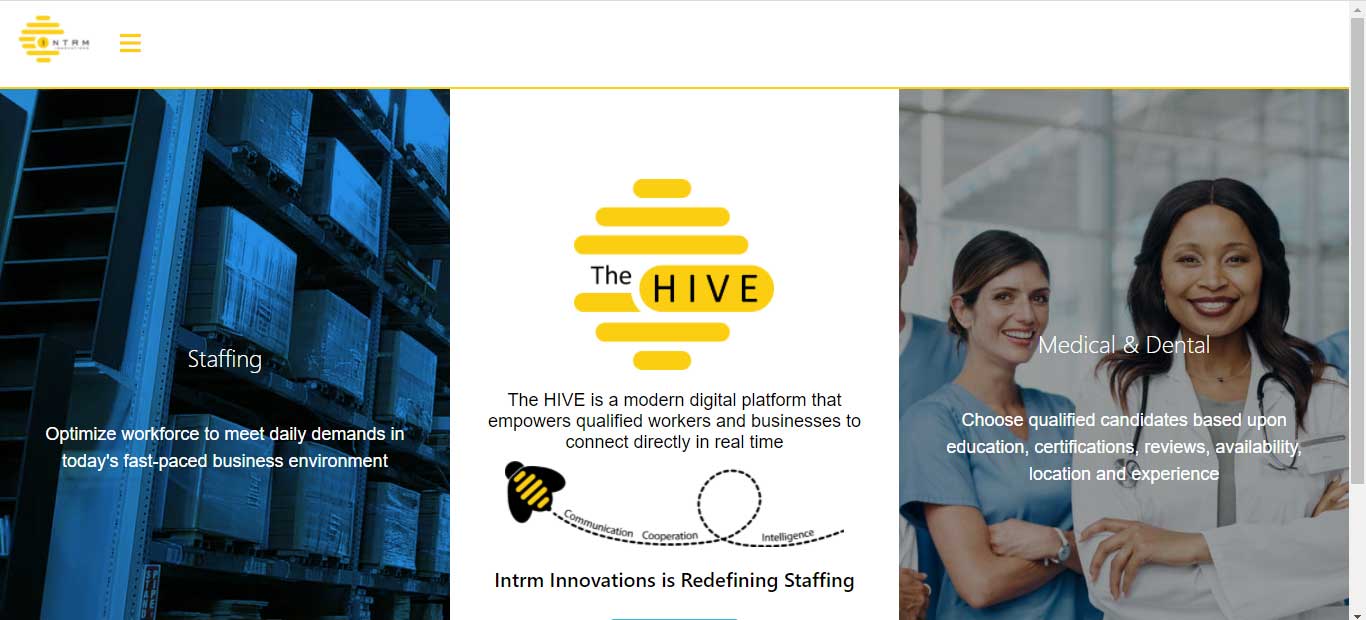 iNTRM
INNOVATIONS
Staffing
Optimize workforce to meet daily demands in
today's fast-paced business environment
The HIVE
The HIVE is a modern digital platform that
empowers qualified workers and businesses to
connect directly in real time
Communication Cooperation Intelligence
Intrm Innovations is Redefining Staffing
Medical & Dental
Choose qualified candidates based upon
education, certifications, reviews, availability,
location and experience
STAND
PIPE